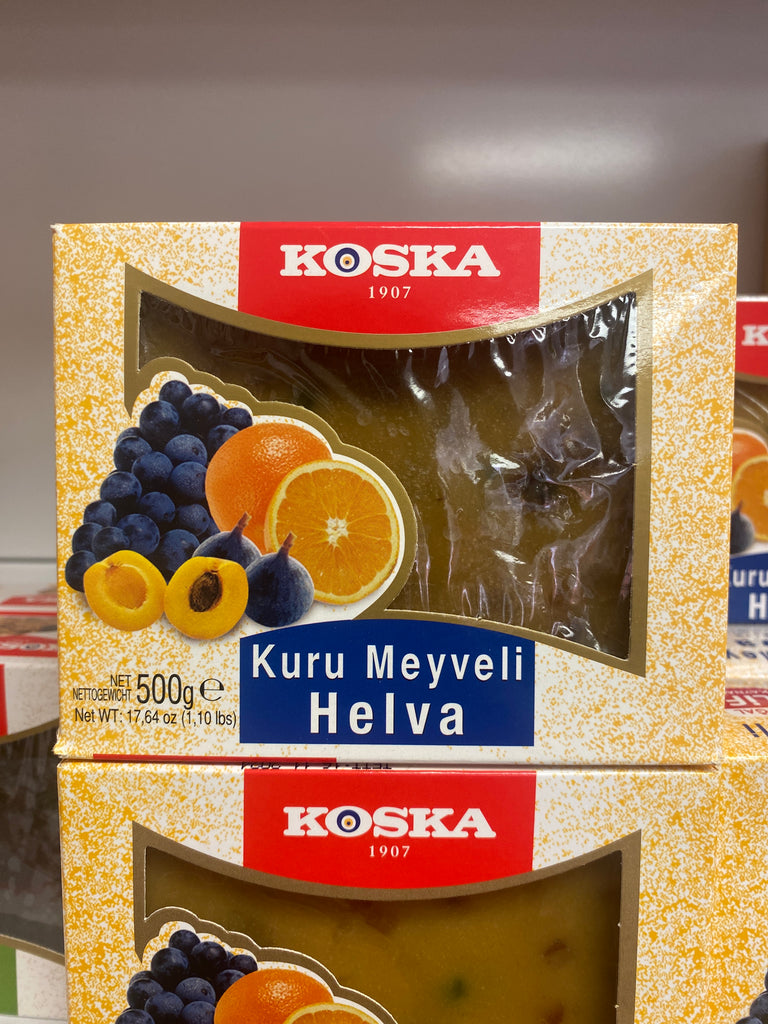 KOSKA
1907
Kuru Meyveli
Helva
NET
NETTOGEWICHT 500g e
Net WT: 17,64 oz (1,10 lbs)
KOSKA
1907
K
H